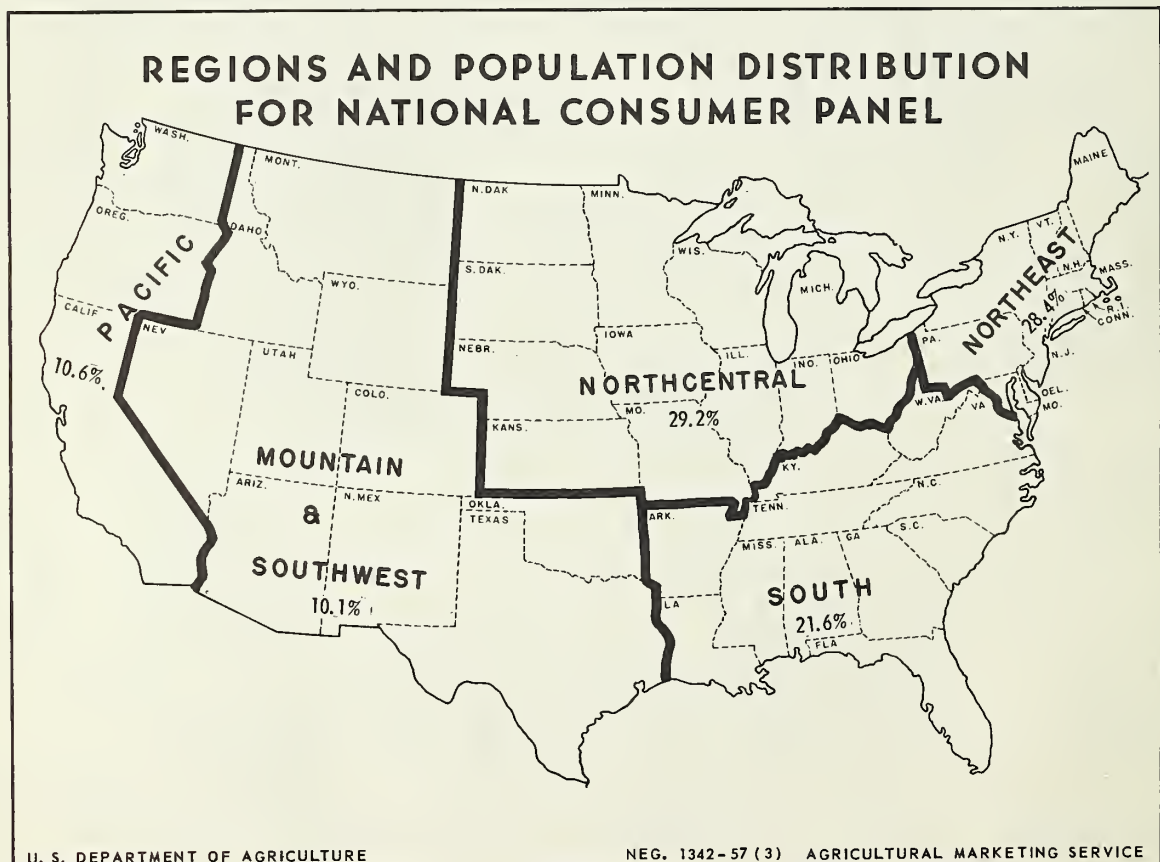 REGIONS AND POPULATION DISTRIBUTION
FOR NATIONAL CONSUMER PANEL
WASH.
MONT.
N.DAK
MINN.
MAINE
OREG.
DAHO
N.Y.
VT.
WIS.
S.DAK.
N.H.
MASS.
PACIFIC
WYO.
MICH.
NORTHEAST
28.4%
R.I.
CONN.
CALIF
NEV
IOWA
PA.
UTAH
NEBR.
ILL.
INO.
OHIO
N.J.
10.6%.
NORTHCENTRAL
29.2%
COLO.
MO.
W.VA.
VA
DEL.
MO.
KANS.
MOUNTAIN
&
SOUTHWEST
10.1%
KY.
ARIZ.
N.MEX
OKLA.
TEXAS
ARK.
TENN.
N.C.
S.C.
MISS.
ALA.
GA
LA
SOUTH
21.6%
FLA
U. S. DEPARTMENT OF AGRICULTURE
NEG. 1342-57 (3) AGRICULTURAL MARKETING SERVICE